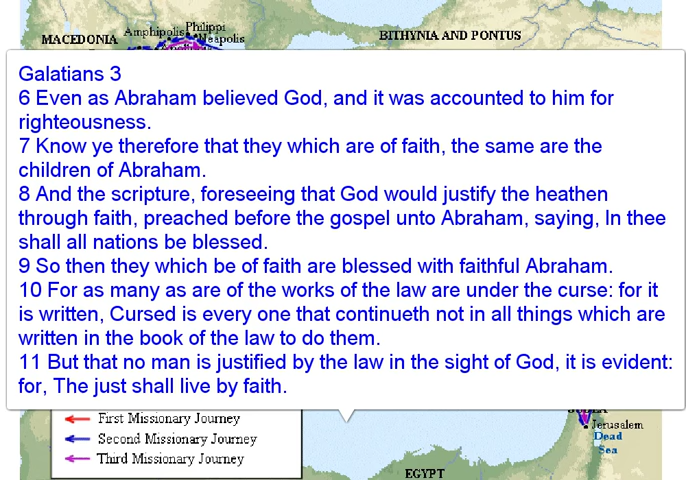 Amphipolis Philippi
MACEDONIA
Neapolis
BITHYNIA AND PONTUS
Galatians 3
6 Even as Abraham believed God, and it was accounted to him for
righteousness.
7 Know ye therefore that they which are of faith, the same are the
children of Abraham.
8 And the scripture, foreseeing that God would justify the heathen
through faith, preached before the gospel unto Abraham, saying, In thee
shall all nations be blessed.
9 So then they which be of faith are blessed with faithful Abraham.
10 For as many as are of the works of the law are under the curse: for it
is written, Cursed is every one that continueth not in all things which are
written in the book of the law to do them.
11 But that no man is justified by the law in the sight of God, it is evident:
for, The just shall live by faith.
First Missionary Journey
Second Missionary Journey
Third Missionary Journey
Jerusalem
Dead
Sea
EGYPT